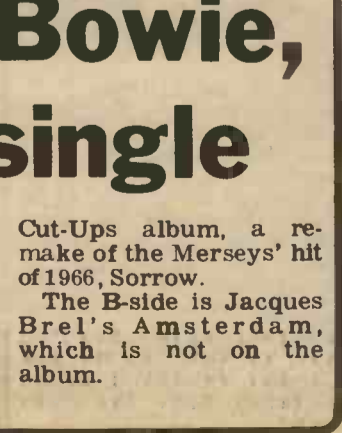 Bowie,
single
Cut-Ups album, a re-
make of the Merseys' hit
of 1966, Sorrow.
The B-side is Jacques
Brel's Amsterdam,
which is not on the
album.